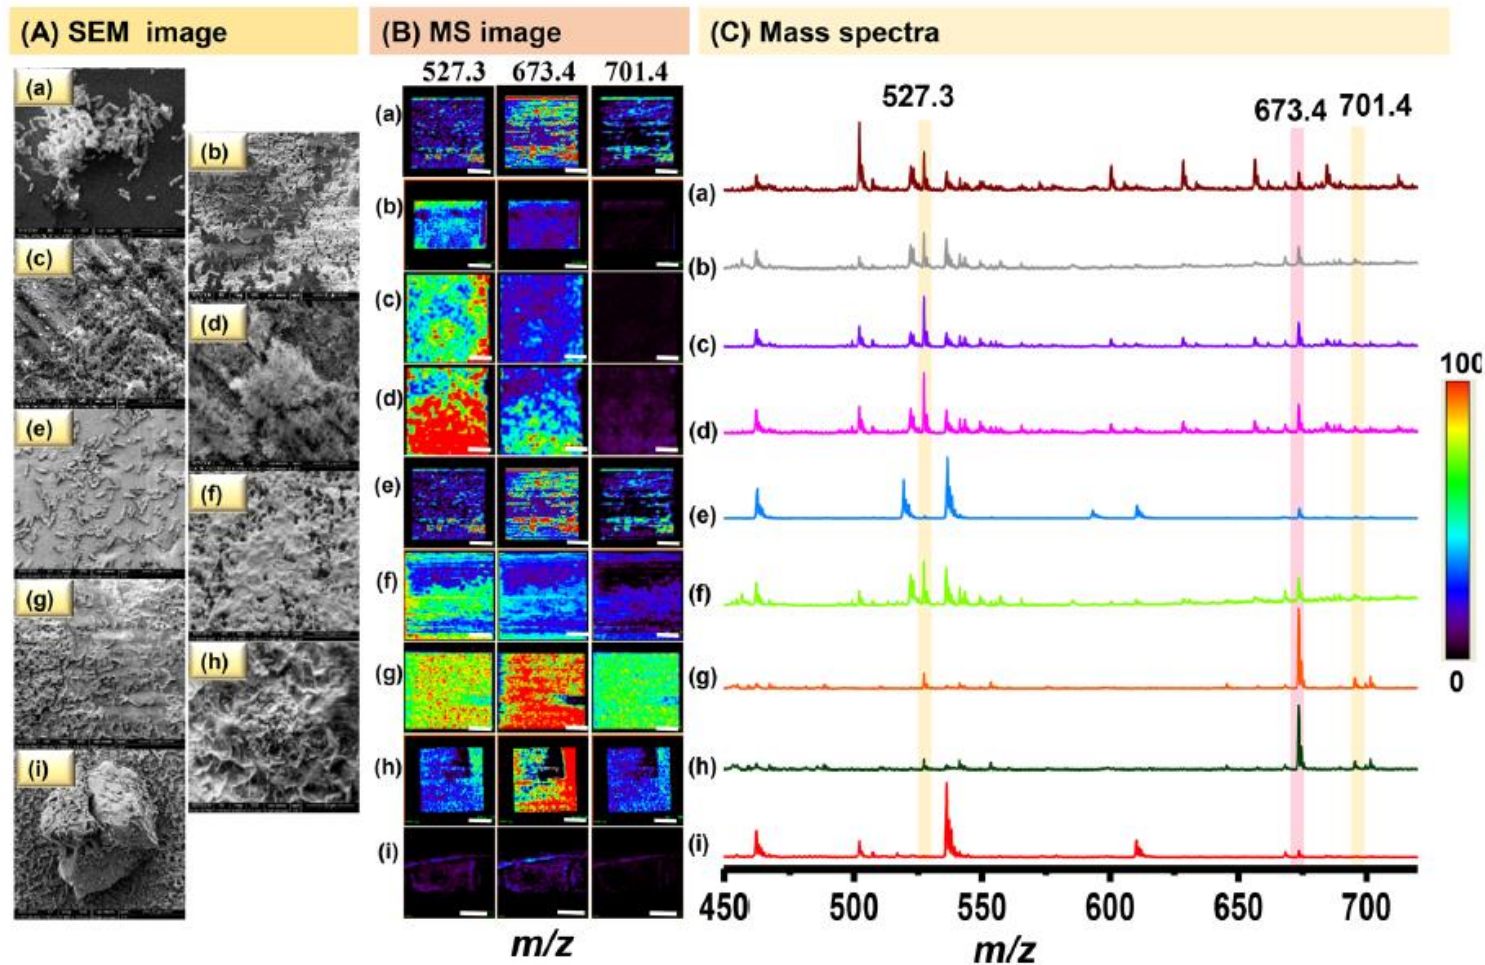 (A) SEM image
(a)
(b)
(c)
(d)
(e)
(f)
(g)
(h)
(i)
(B) MS image
527.3 673.4 701.4
(a)
(b)
(c)
(d)
(e)
(f)
(g)
(h)
(i)
m/z
(C) Mass spectra
527.3
673.4 701.4
(a)
(b)
(c)
(d)
(e)
(f)
(g)
(h)
(i)
450 500 550 600 650 700
m/z
100
0